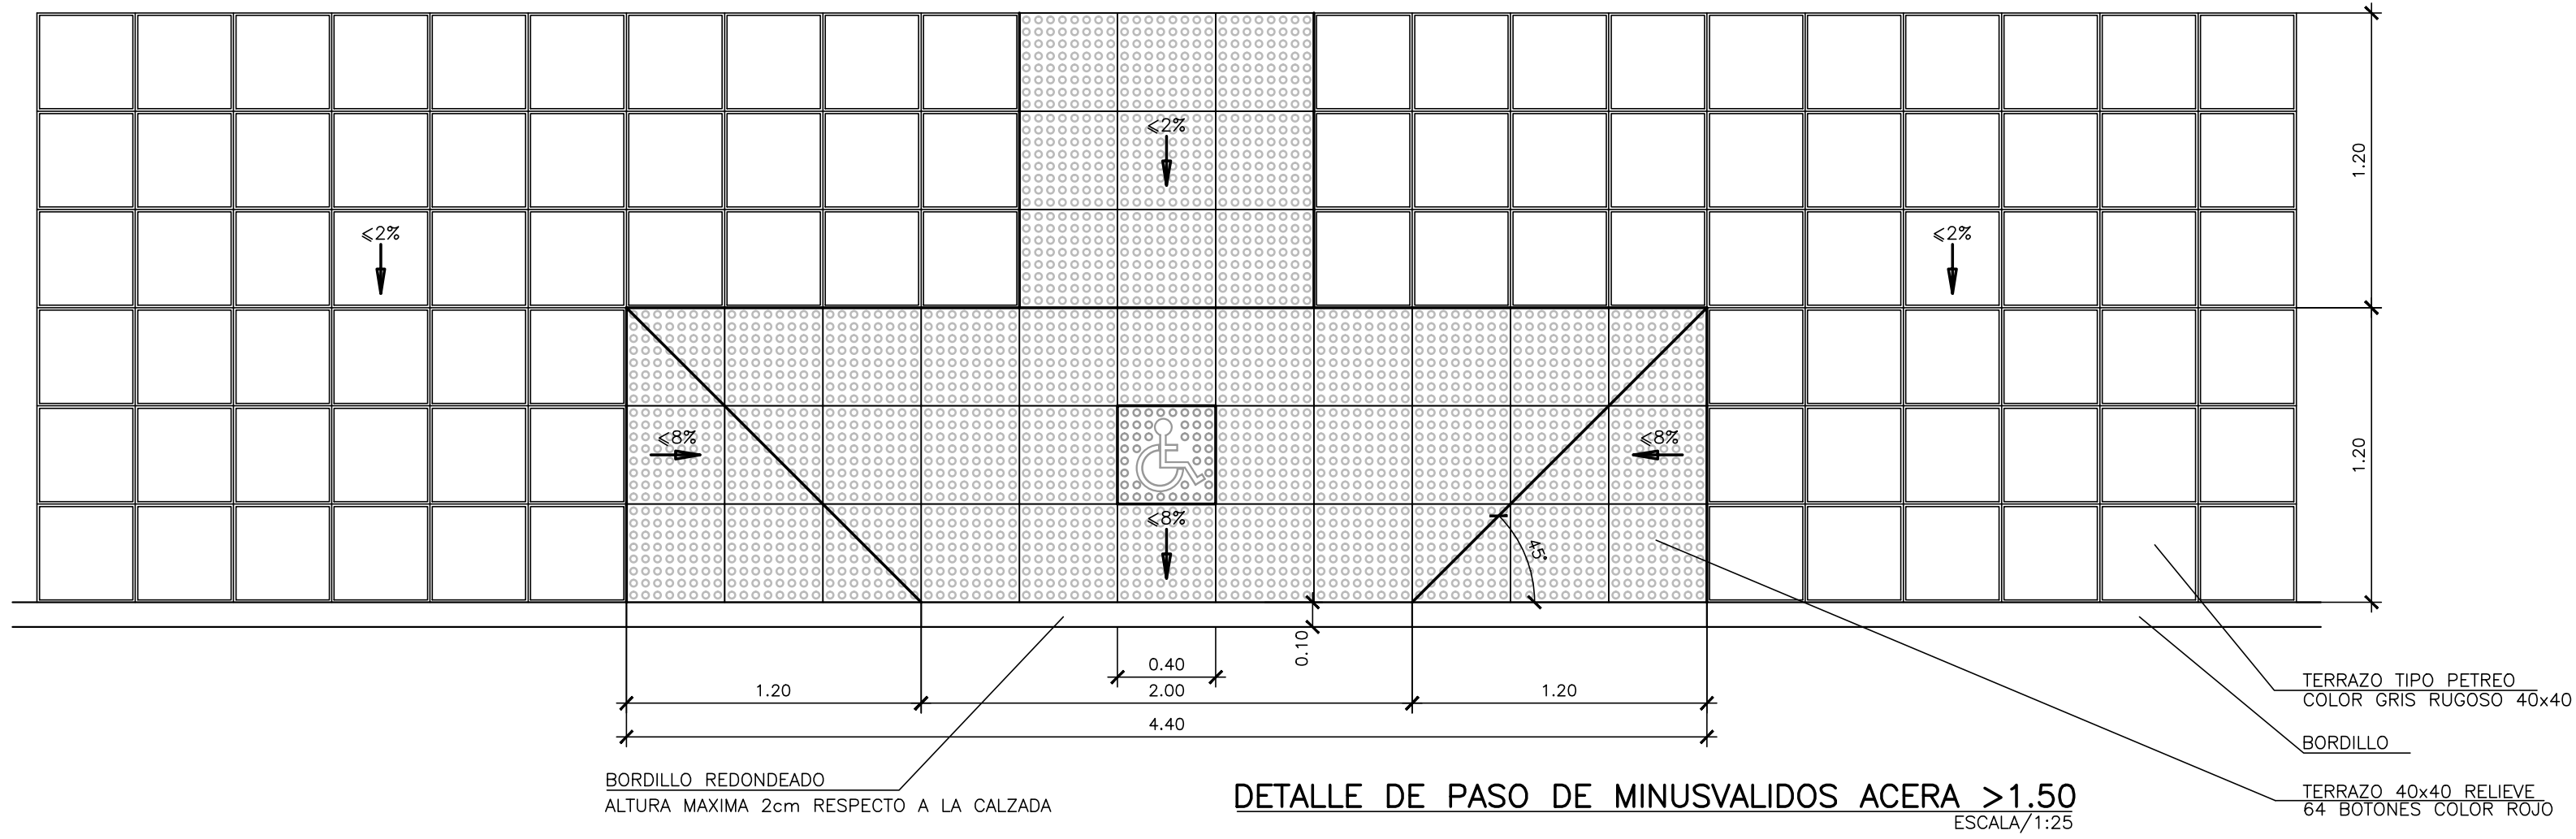 ≤2%
1.20
≤2%
≤2%
≤8%
≤8%
1.20
≤8%
45°
0.10
0.40
1.20
2.00
1.20
4.40
TERRAZO TIPO PETREO
COLOR GRIS RUGOSO 40x40
BORDILLO
BORDILLO REDONDEADO
ALTURA MAXIMA 2cm RESPECTO A LA CALZADA
DETALLE DE PASO DE MINUSVALIDOS ACERA >1.50
ESCALA/1:25
TERRAZO 40x40 RELIEVE
64 BOTONES COLOR ROJO